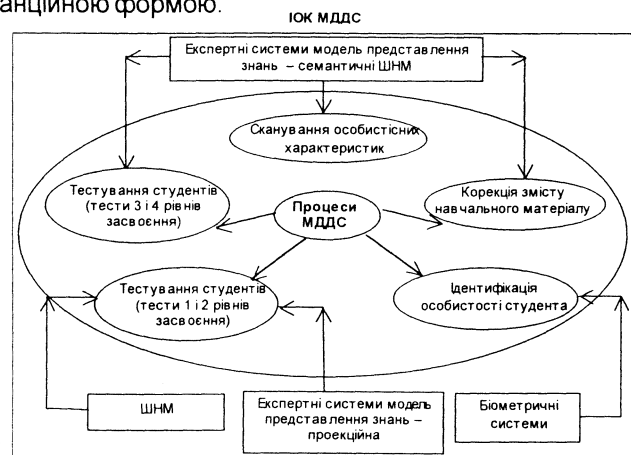 анційною формою.
ІОК МДДС
Експертні системи модель представлення
знань – семантичні ШНМ
Сканування особистісних
характеристик
Тестування студентів
(тести 3 і 4 рівнів
засвоєння)
Процеси
МДДС
Корекція змісту
навчального матеріалу
Тестування студентів
(тести 1 і 2 рівнів
засвоєння)
Ідентифікація
особистості студента
ШНМ
Експертні системи модель
представлення знань –
проекційна
Біометричні
системи